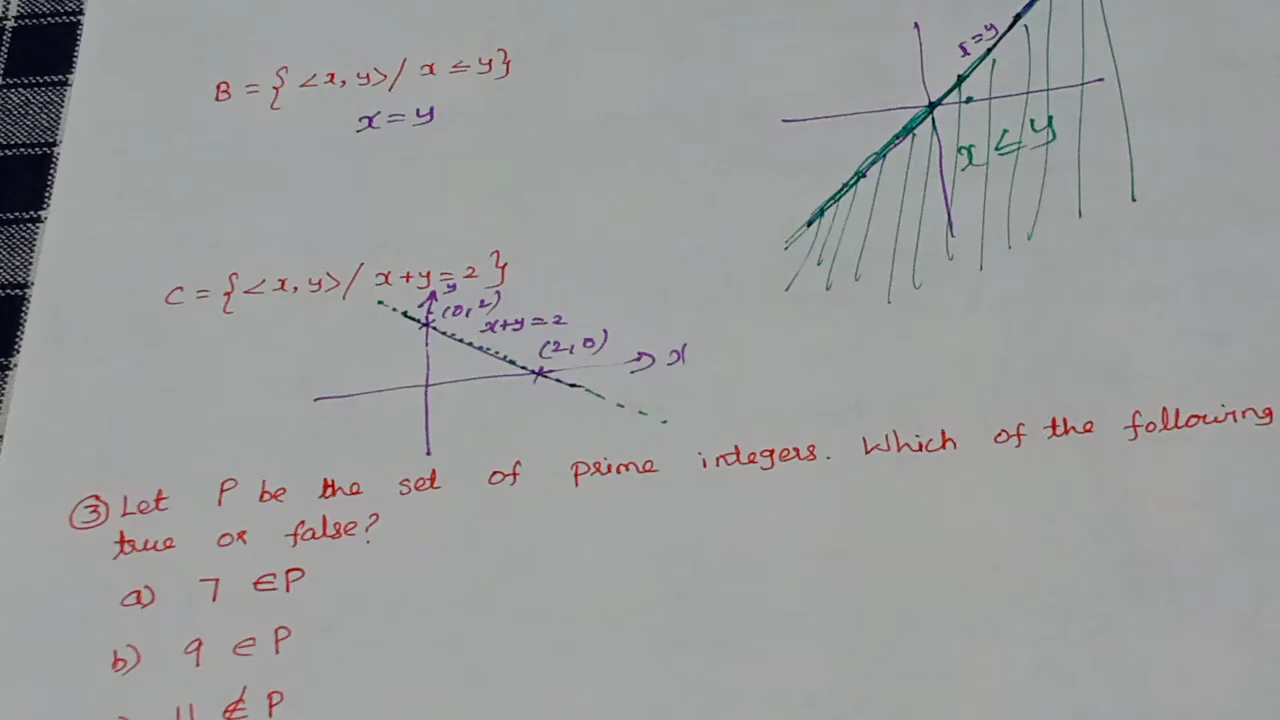 B = {<x, y>/ x ≤ y}
x = y
x = y
x ≤ y
C = {<x, y>/ x+y = 2}
y
(0, 2)
x+y = 2
(2, 0)
x
③ Let P be the set of prime integers. Which of the following
true or false?
a) 7 ∈ P
b) 9 ∈ P
11 ∉ P